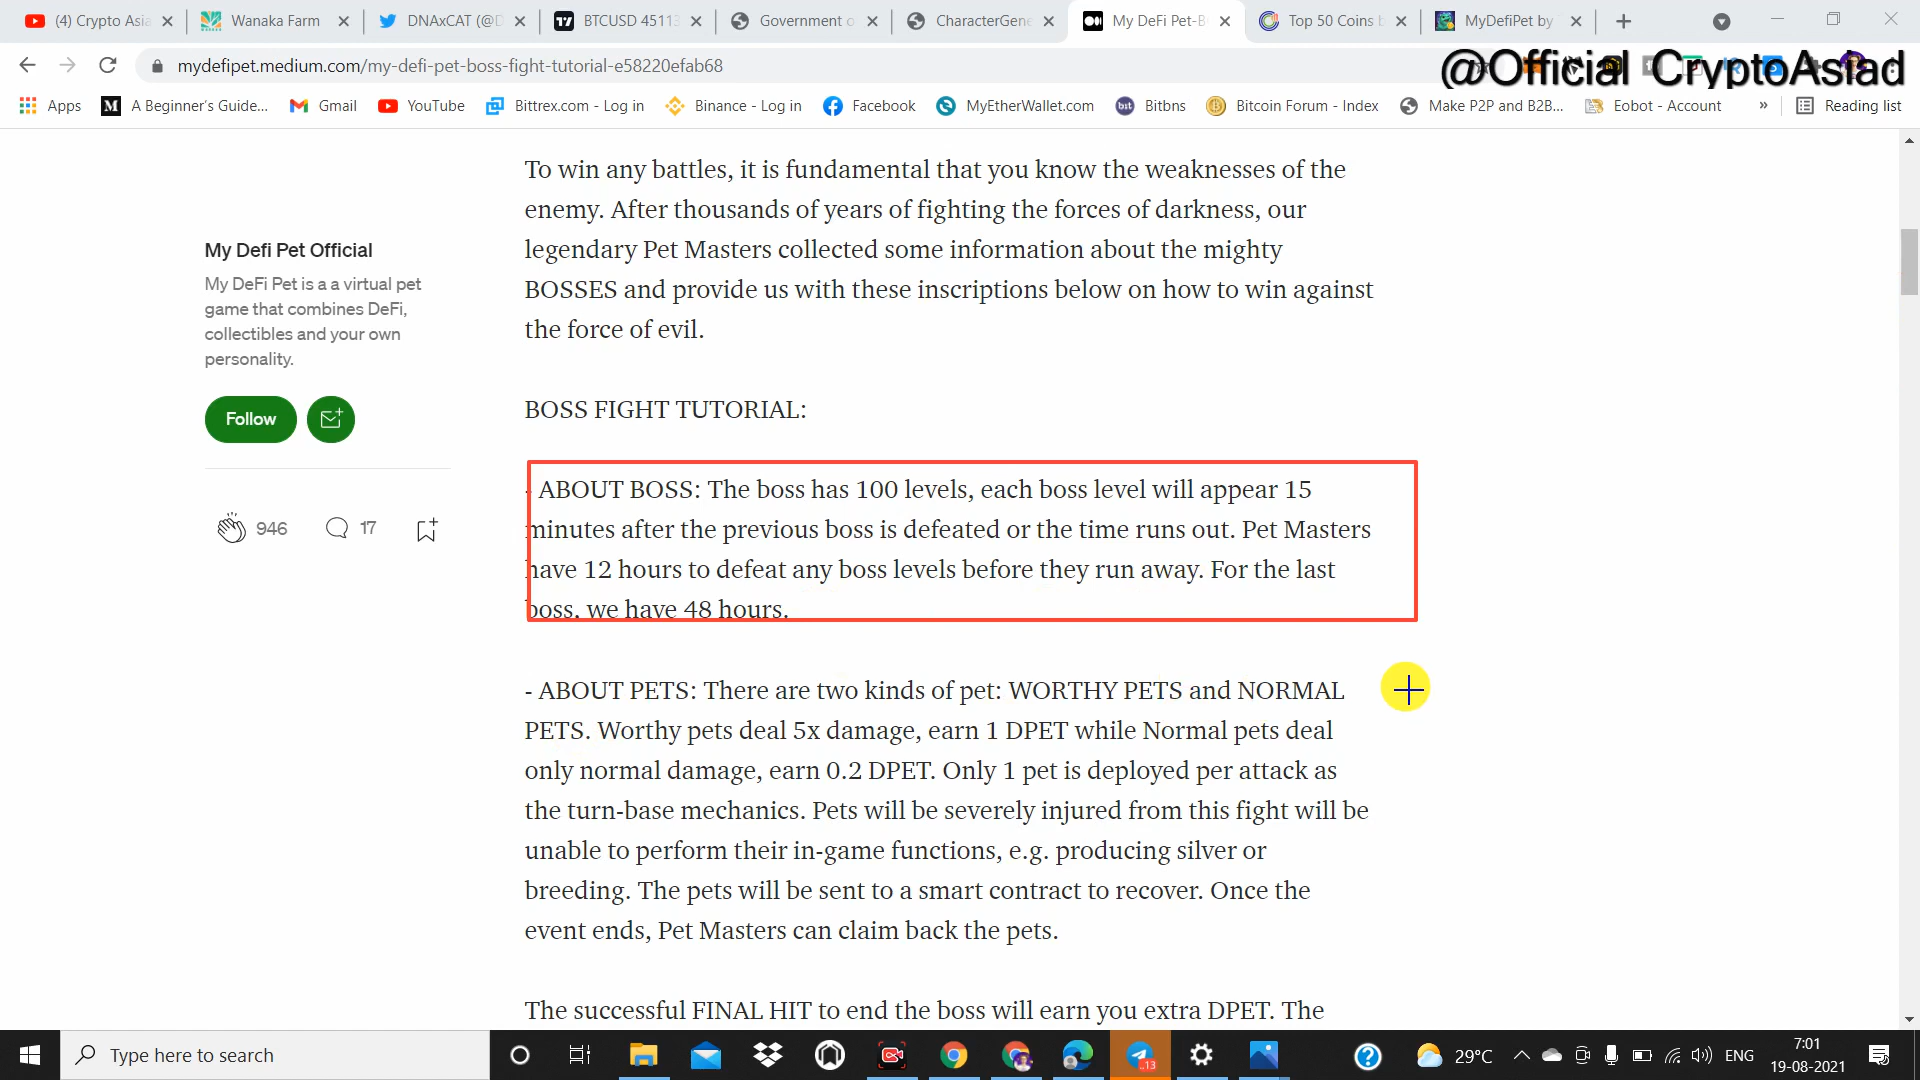 (4) Crypto Asia
Wanaka Farm
DNAxCAT (@D
BTCUSD 45113
Government o
CharacterGene
My DeFi Pet-B
Top 50 Coins b
MyDefiPet by
mydefipet.medium.com/my-defi-pet-boss-fight-tutorial-e58220efab68
@Official CryptoAsiad
Apps
A Beginner's Guide...
Gmail
YouTube
Bittrex.com - Log in
Binance - Log in
Facebook
MyEtherWallet.com
Bitbns
Bitcoin Forum - Index
Make P2P and B2B...
Eobot - Account
»
Reading list
To win any battles, it is fundamental that you know the weaknesses of the
enemy. After thousands of years of fighting the forces of darkness, our
legendary Pet Masters collected some information about the mighty
BOSSES and provide us with these inscriptions below on how to win against
the force of evil.
My Defi Pet Official
My DeFi Pet is a a virtual pet
game that combines DeFi,
collectibles and your own
personality.
Follow
946
17
BOSS FIGHT TUTORIAL:
- ABOUT BOSS: The boss has 100 levels, each boss level will appear 15
minutes after the previous boss is defeated or the time runs out. Pet Masters
have 12 hours to defeat any boss levels before they run away. For the last
boss, we have 48 hours.
- ABOUT PETS: There are two kinds of pet: WORTHY PETS and NORMAL
PETS. Worthy pets deal 5x damage, earn 1 DPET while Normal pets deal
only normal damage, earn 0.2 DPET. Only 1 pet is deployed per attack as
the turn-base mechanics. Pets will be severely injured from this fight will be
unable to perform their in-game functions, e.g. producing silver or
breeding. The pets will be sent to a smart contract to recover. Once the
event ends, Pet Masters can claim back the pets.
The successful FINAL HIT to end the boss will earn you extra DPET. The
Type here to search
29°C
ENG
7:01
19-08-2021